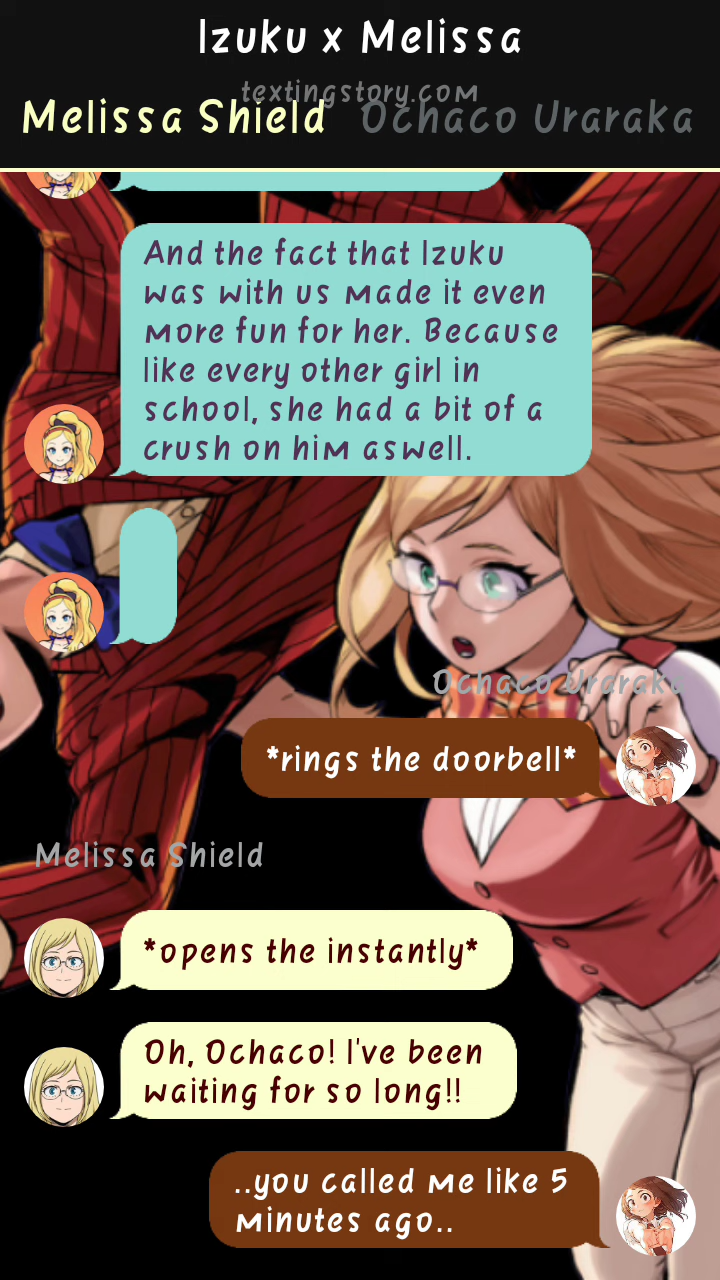 Izuku x Melissa
textingstory.com
Melissa Shield Ochaco Uraraka
And the fact that Izuku
was with us made it even
more fun for her. Because
like every other girl in
school, she had a bit of a
crush on him aswell.
Ochaco Uraraka
*rings the doorbell*
Melissa Shield
*opens the instantly*
Oh, Ochaco! I've been
waiting for so long!!
..you called me like 5
minutes ago..